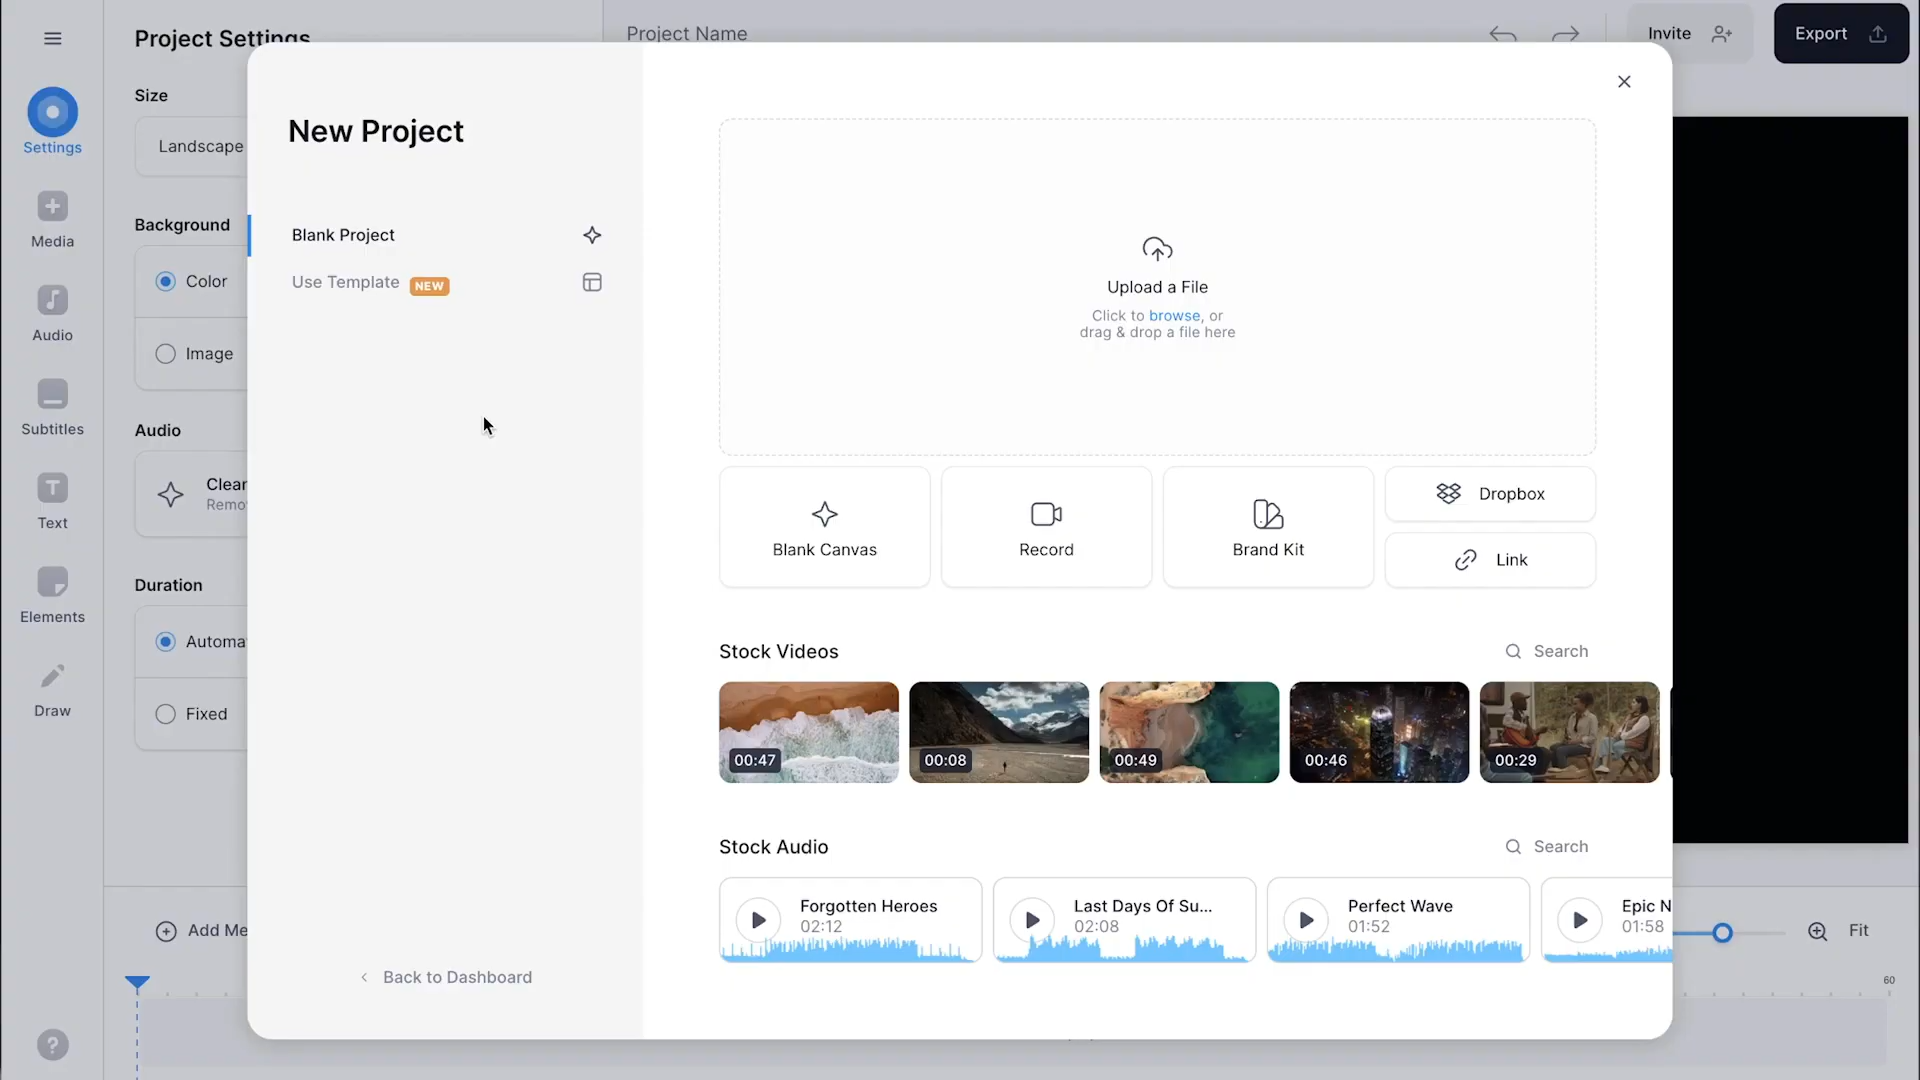 Project Settings
Project Name
Invite
Export
Size
Landscape
Settings
Media
Audio
Subtitles
Text
Elements
Draw
Background
Color
Image
Audio
Clear
Remo
Duration
Automa
Fixed
New Project
Blank Project
Use Template NEW
Back to Dashboard
Upload a File
Click to browse, or
drag & drop a file here
Blank Canvas
Record
Brand Kit
Dropbox
Link
Stock Videos
Search
00:47
00:08
00:49
00:46
00:29
Stock Audio
Search
Forgotten Heroes
02:12
Last Days Of Su...
02:08
Perfect Wave
01:52
Epic N
01:58
Add Me
Fit
60
?